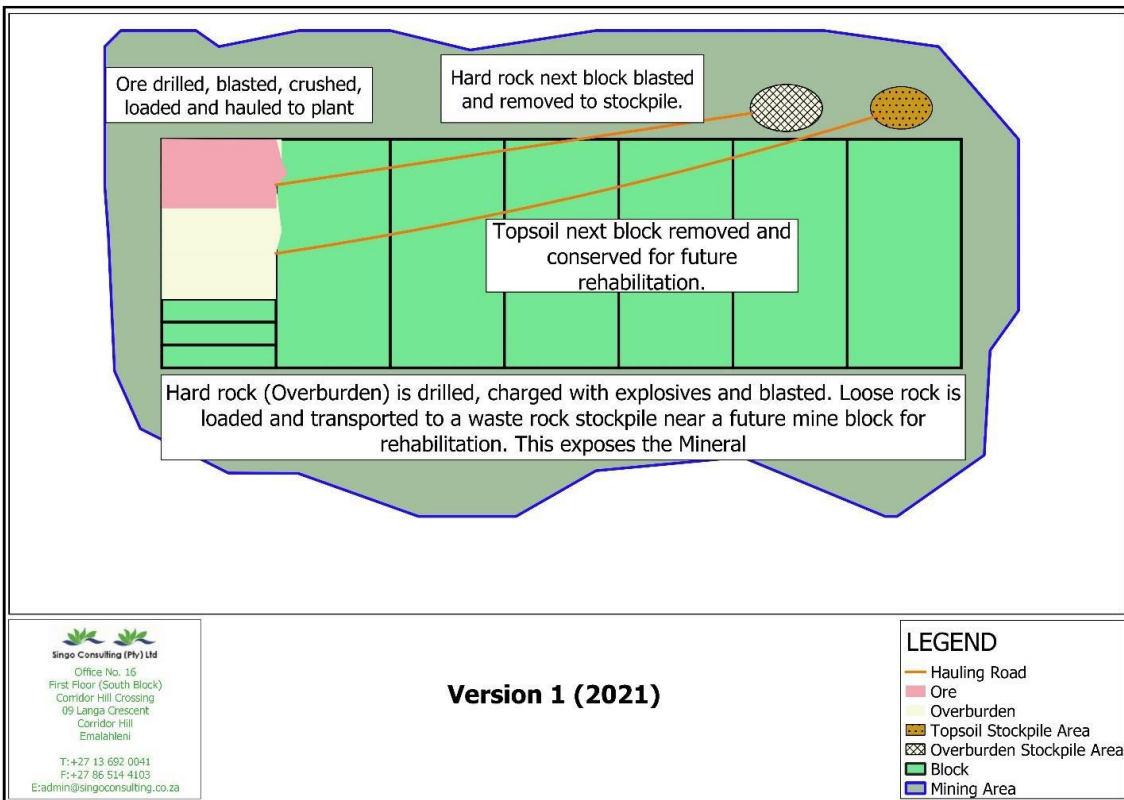 Ore drilled, blasted, crushed,
loaded and hauled to plant
Hard rock next block blasted
and removed to stockpile.
Topsoil next block removed and
conserved for future
rehabilitation.
Hard rock (Overburden) is drilled, charged with explosives and blasted. Loose rock is
loaded and transported to a waste rock stockpile near a future mine block for
rehabilitation. This exposes the Mineral
Singo Consulting (Pty) Ltd
Office No. 16
First Floor (South Block)
Corridor Hill Crossing
09 Langa Crescent
Corridor Hill
Emalahleni
T:+27 13 692 0041
F:+27 86 514 4103
E:admin@singoconsulting.co.za
Version 1 (2021)
LEGEND
Hauling Road
Ore
Overburden
Topsoil Stockpile Area
Overburden Stockpile Area
Block
Mining Area